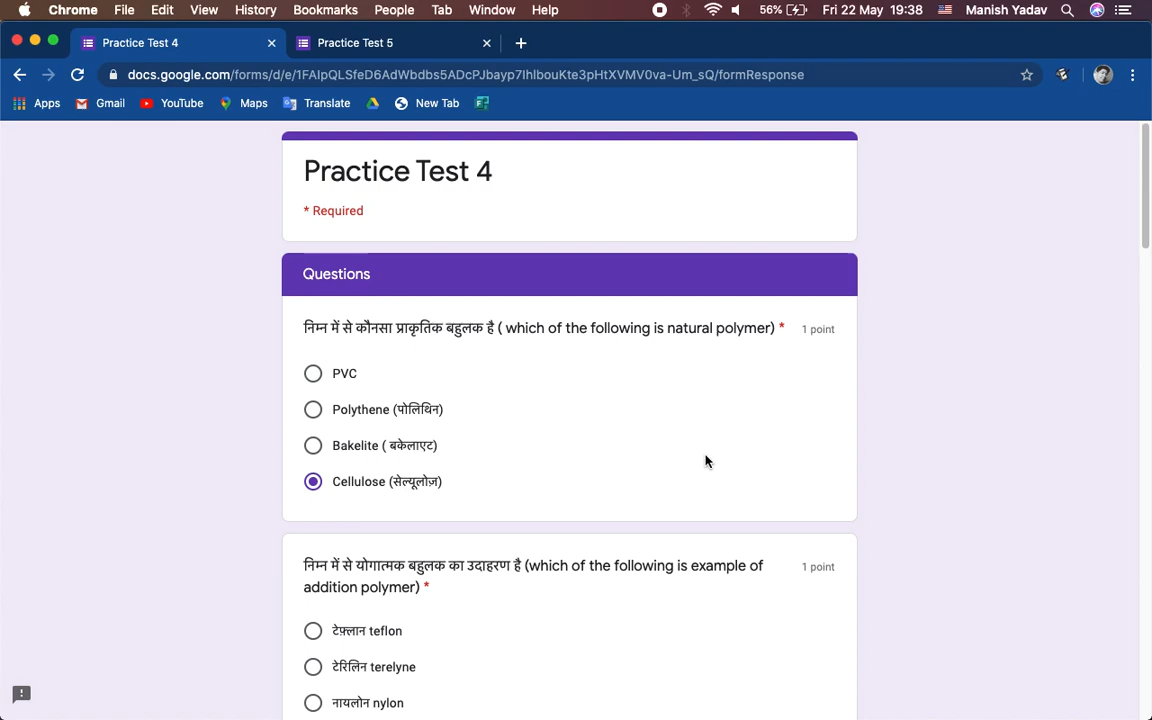 Chrome File Edit View History Bookmarks People Tab Window Help 56% Fri 22 May 19:38 Manish Yadav
Practice Test 4 Practice Test 5
docs.google.com/forms/d/e/1FAIpQLSfeD6AdWbdbs5ADcPJbayp7IhlbouKte3pHtXVMV0va-Um_sQ/formResponse
Apps Gmail YouTube Maps Translate New Tab
Practice Test 4
* Required
Questions
निम्न में से कौनसा प्राकृतिक बहुलक है ( which of the following is natural polymer) * 1 point
PVC
Polythene (पोलिथिन)
Bakelite ( बकेलाएट)
Cellulose (सेल्यूलोज़)
निम्न में से योगात्मक बहुलक का उदाहरण है (which of the following is example of 1 point
addition polymer) *
टेफ़्लान teflon
टेरिलिन terelyne
नायलोन nylon